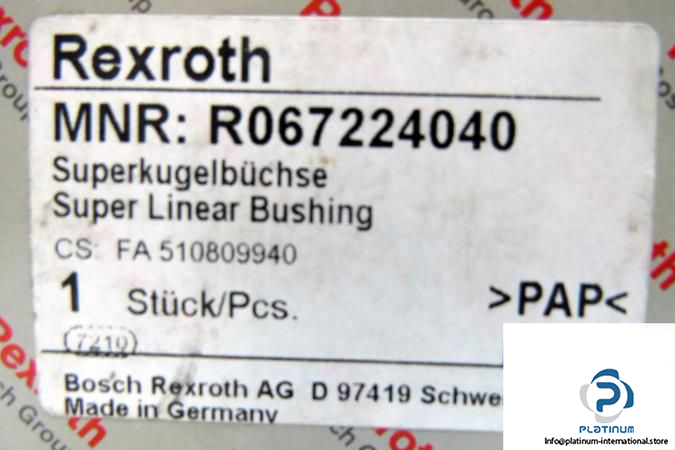 Rexroth
MNR: R067224040
Superkugelbüchse
Super Linear Bushing
CS: FA 510809940
1 Stück/Pcs. >PAP<
7210
Bosch Rexroth AG D 97419 Schwe
Made in Germany
PLATINUM
Info@platinum-international.store